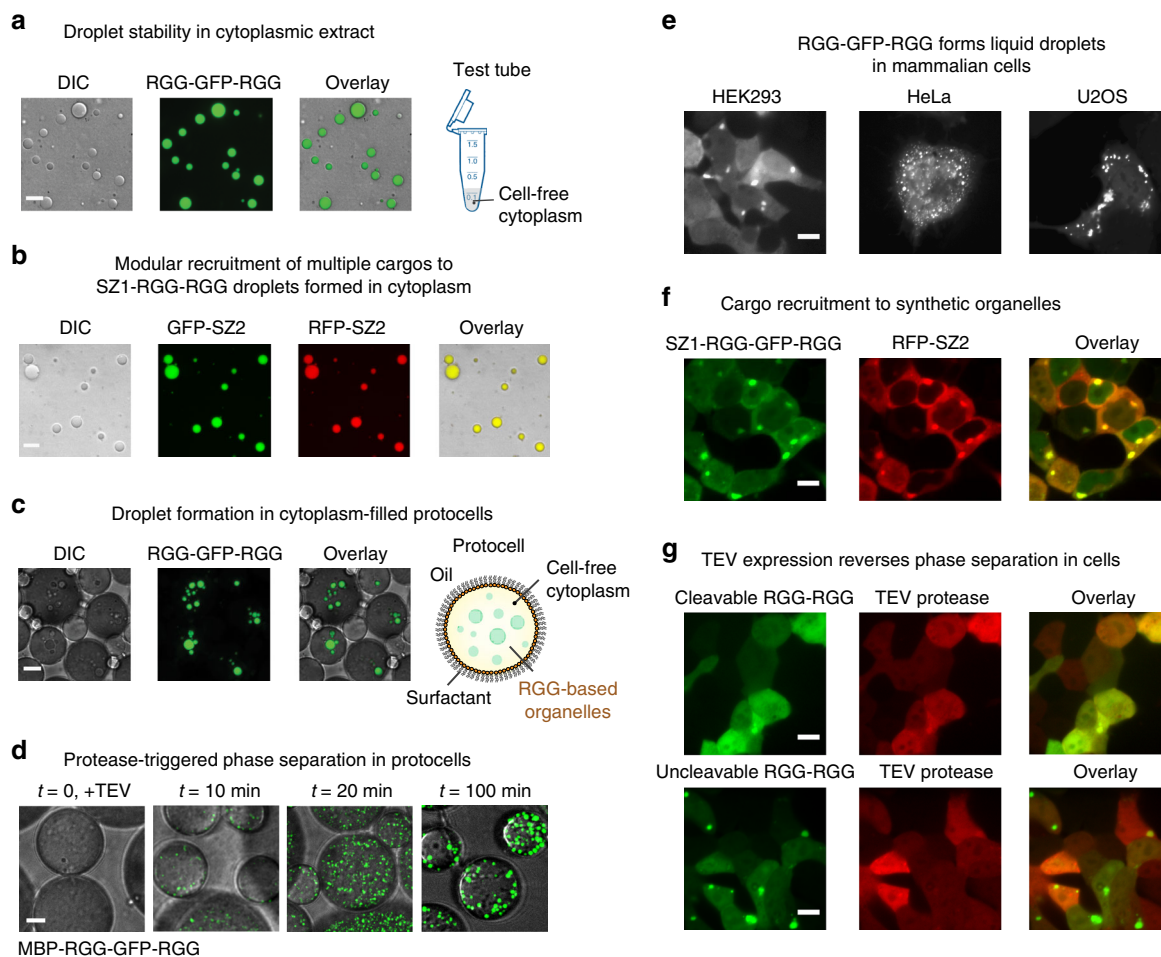 a
Droplet stability in cytoplasmic extract
DIC
RGG-GFP-RGG
Overlay
Test tube
1.5
1.0
0.5
0.1
Cell-free
cytoplasm
b
Modular recruitment of multiple cargos to
SZ1-RGG-RGG droplets formed in cytoplasm
DIC
GFP-SZ2
RFP-SZ2
Overlay
c
Droplet formation in cytoplasm-filled protocells
DIC
RGG-GFP-RGG
Overlay
Protocell
Oil
Cell-free
cytoplasm
Surfactant
RGG-based
organelles
d
Protease-triggered phase separation in protocells
t = 0, +TEV
t = 10 min
t = 20 min
t = 100 min
MBP-RGG-GFP-RGG
e
RGG-GFP-RGG forms liquid droplets
in mammalian cells
HEK293
HeLa
U2OS
f
Cargo recruitment to synthetic organelles
SZ1-RGG-GFP-RGG
RFP-SZ2
Overlay
g
TEV expression reverses phase separation in cells
Cleavable RGG-RGG
TEV protease
Overlay
Uncleavable RGG-RGG
TEV protease
Overlay